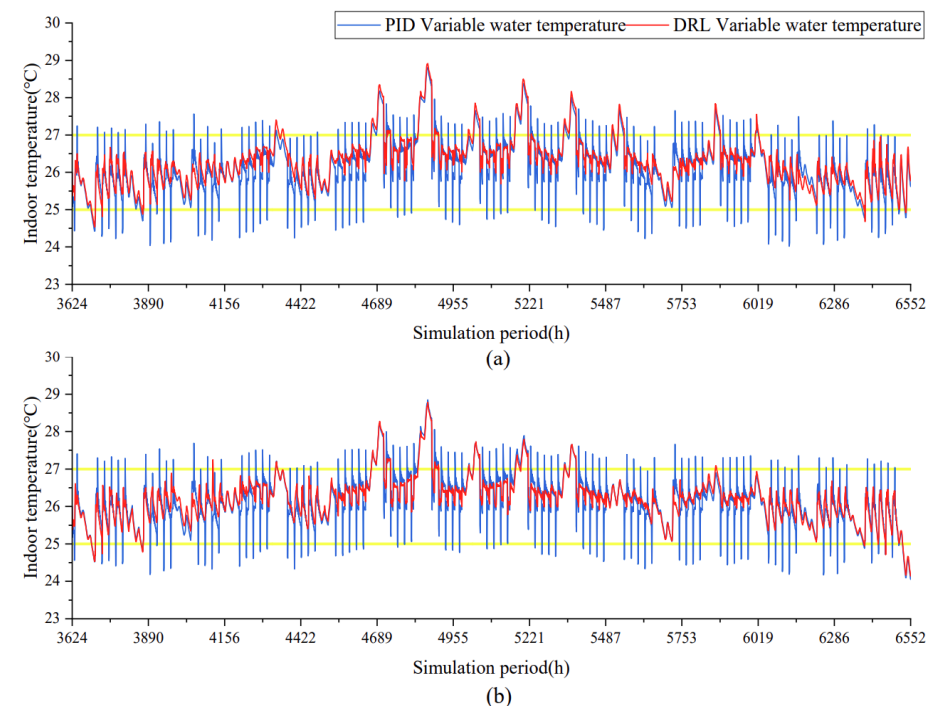 PID Variable water temperature DRL Variable water temperature
30
29
28
27
26
25
24
23
Indoor temperature(°C)
3624 3890 4156 4422 4689 4955 5221 5487 5753 6019 6286 6552
Simulation period(h)
(a)
30
29
28
27
26
25
24
23
Indoor temperature(°C)
3624 3890 4156 4422 4689 4955 5221 5487 5753 6019 6286 6552
Simulation period(h)
(b)